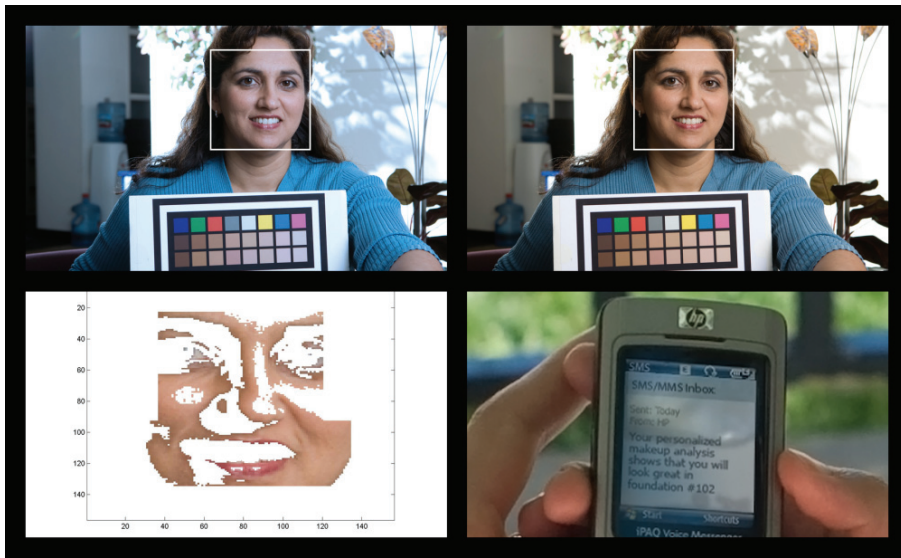 20
40
60
80
100
120
140
20 40 60 80 100 120 140
hp
SMS
SMS/MMS Inbox:
Sent: Today
From: HP
Your personalized
makeup analysis
shows that you will
look great in
foundation #102
Start Shortcuts
iPAQ Voice Messenger